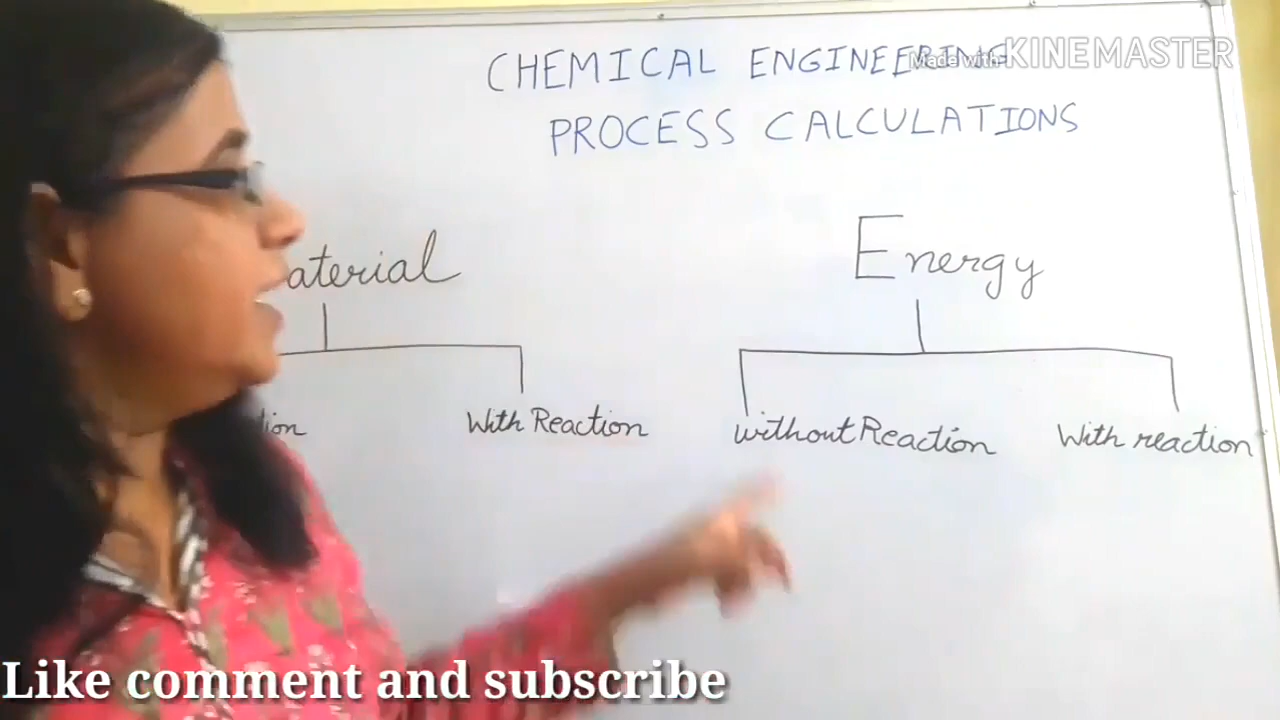 CHEMICAL ENGINEERING
Made with KINEMASTER
PROCESS CALCULATIONS
aterial
Energy
tion
With Reaction
without Reaction
With reaction
Like comment and subscribe